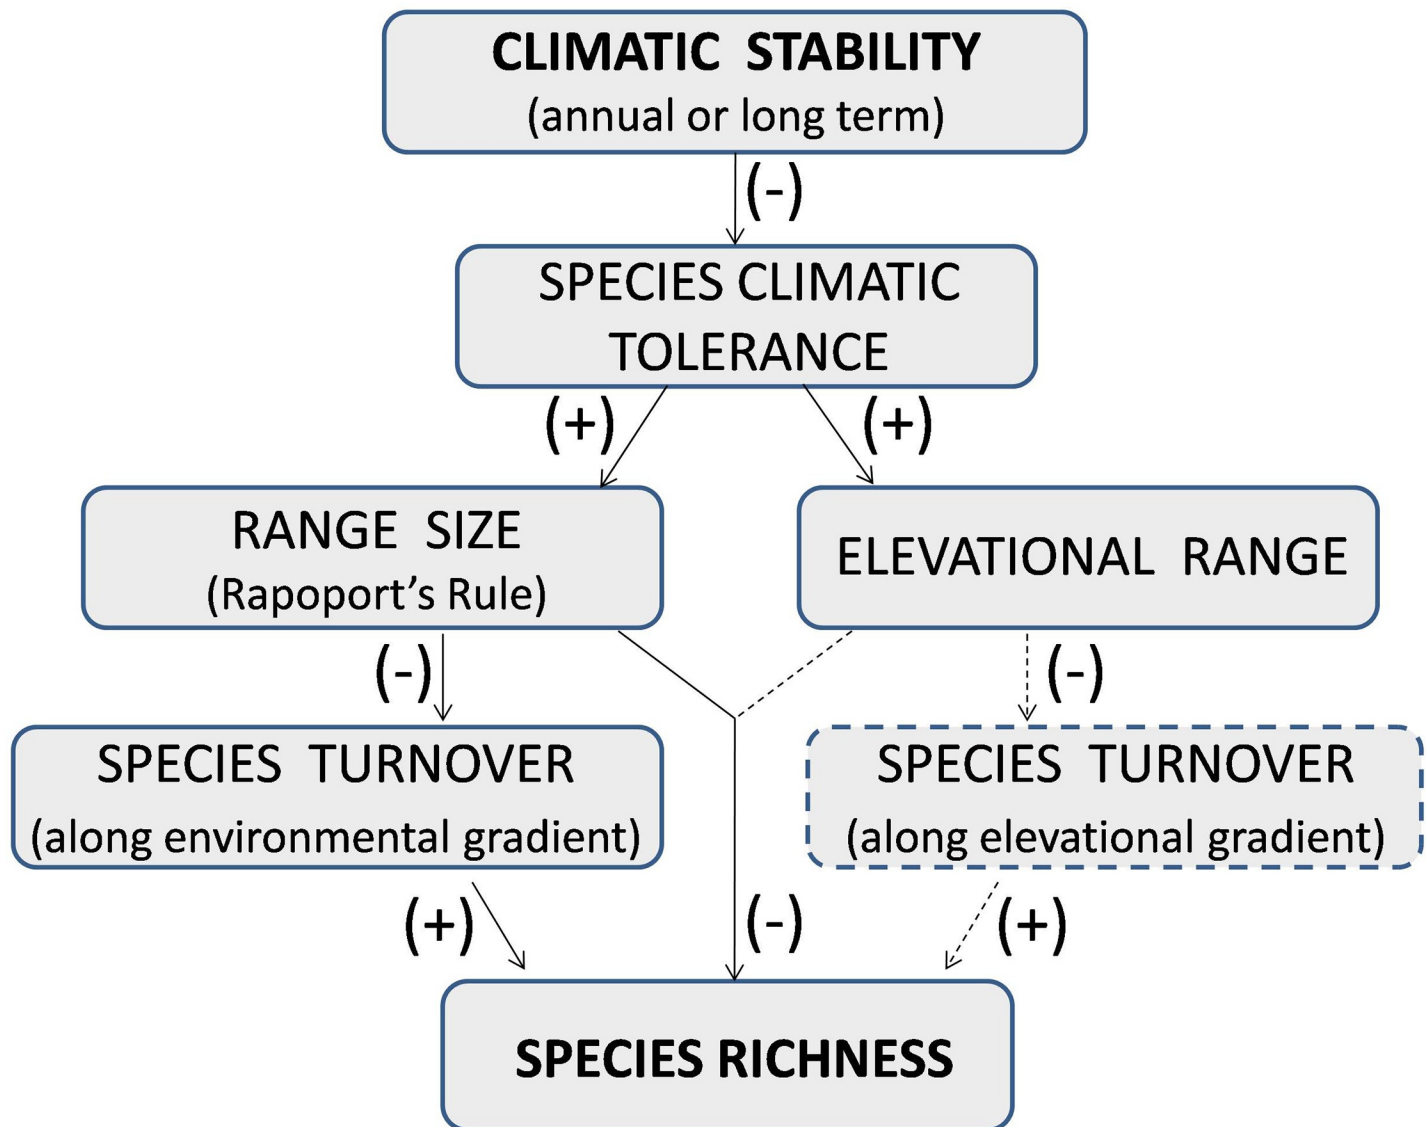 CLIMATIC STABILITY
(annual or long term)
(-)
SPECIES CLIMATIC
TOLERANCE
(+) (+)
RANGE SIZE
(Rapoport's Rule)
ELEVATIONAL RANGE
(-) (-)
SPECIES TURNOVER
(along environmental gradient)
SPECIES TURNOVER
(along elevational gradient)
(+) (-) (+)
SPECIES RICHNESS